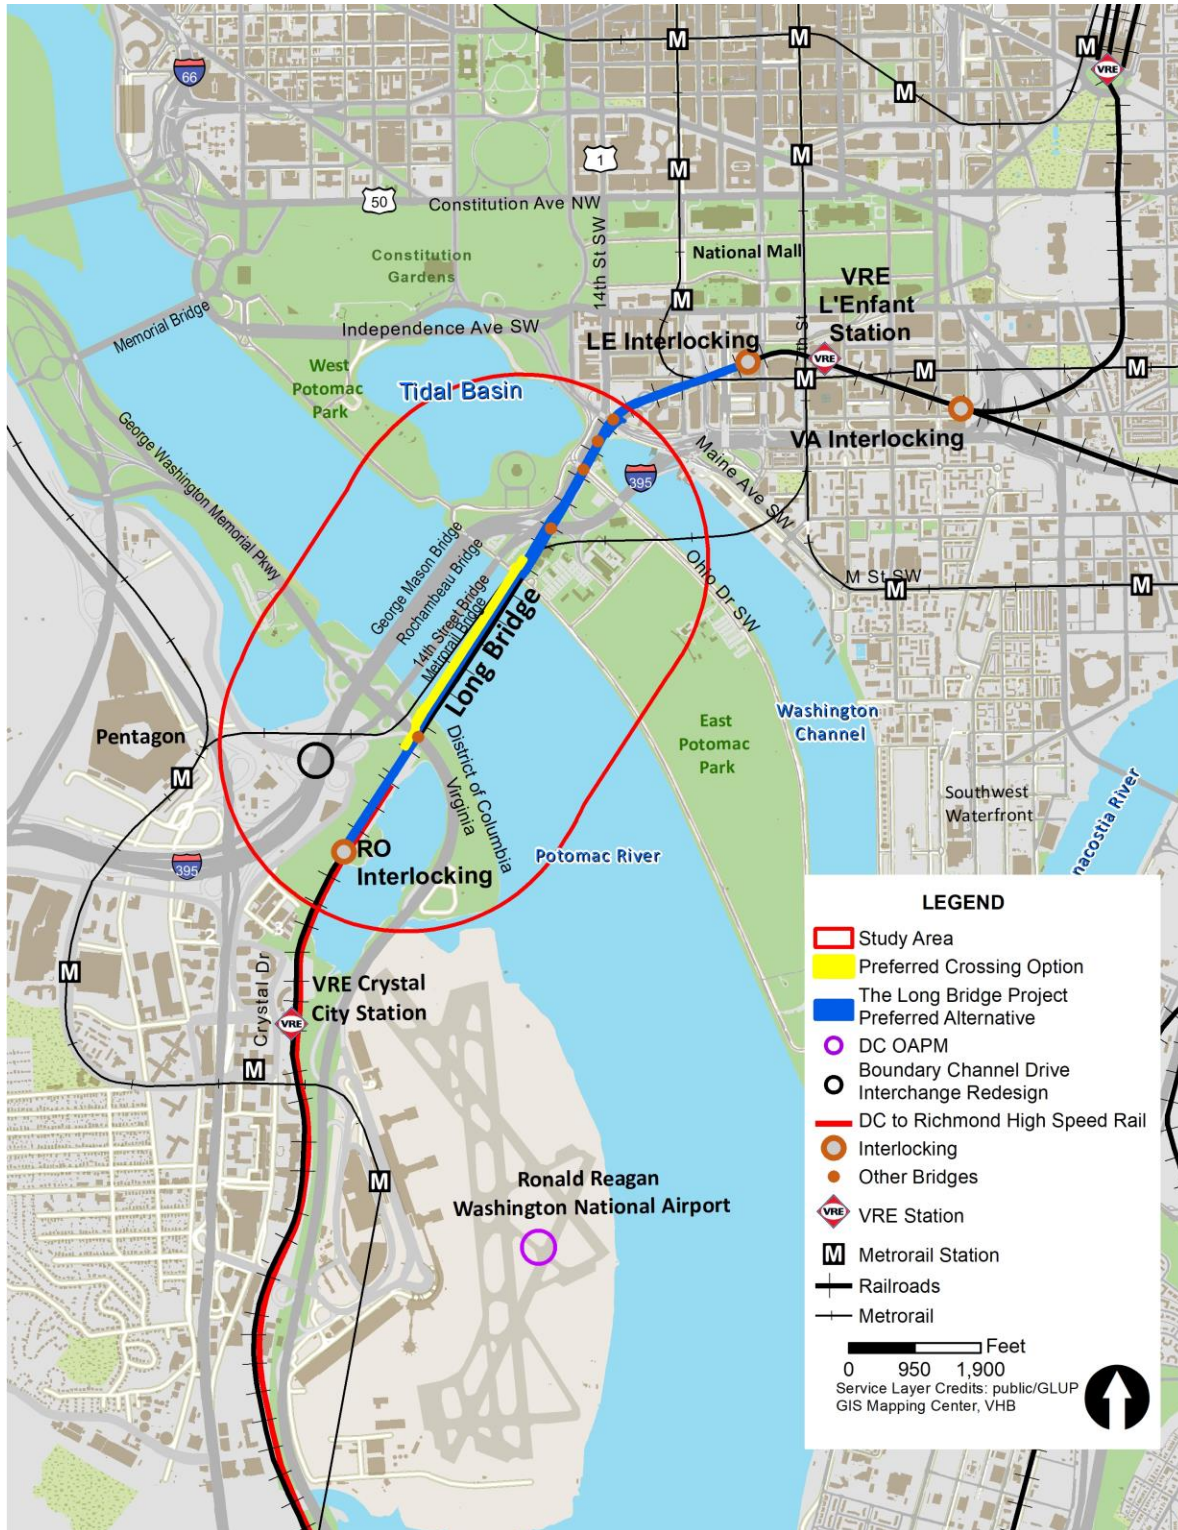 M
M
M
VRE
66
M
1
M
M
50
Constitution Ave NW
14th St SW
National Mall
Constitution
Gardens
VRE
L'Enfant
Station
M
Memorial Bridge
Independence Ave SW
LE Interlocking
VRE
West
Potomac
Park
M
M
M
Tidal Basin
VA Interlocking
George Washington Memorial Pkwy
Maine Ave SW
395
George Mason Bridge
Rochambeau Bridge
14th Street Bridge
Metrorail Bridge
Long Bridge
Ohio Dr SW
M St SW
M
M
Pentagon
M
District of Columbia
Virginia
East
Potomac
Park
Washington
Channel
Southwest
Waterfront
RO
Interlocking
Potomac River
395
nacostia River
M
Crystal Dr
VRE Crystal
City Station
VRE
M
M
Ronald Reagan
Washington National Airport
LEGEND
Study Area
Preferred Crossing Option
The Long Bridge Project
Preferred Alternative
DC OAPM
Boundary Channel Drive
Interchange Redesign
DC to Richmond High Speed Rail
Interlocking
Other Bridges
VRE
VRE Station
M
Metrorail Station
Railroads
Metrorail
Feet
0 950 1,900
Service Layer Credits: public/GLUP
GIS Mapping Center, VHB